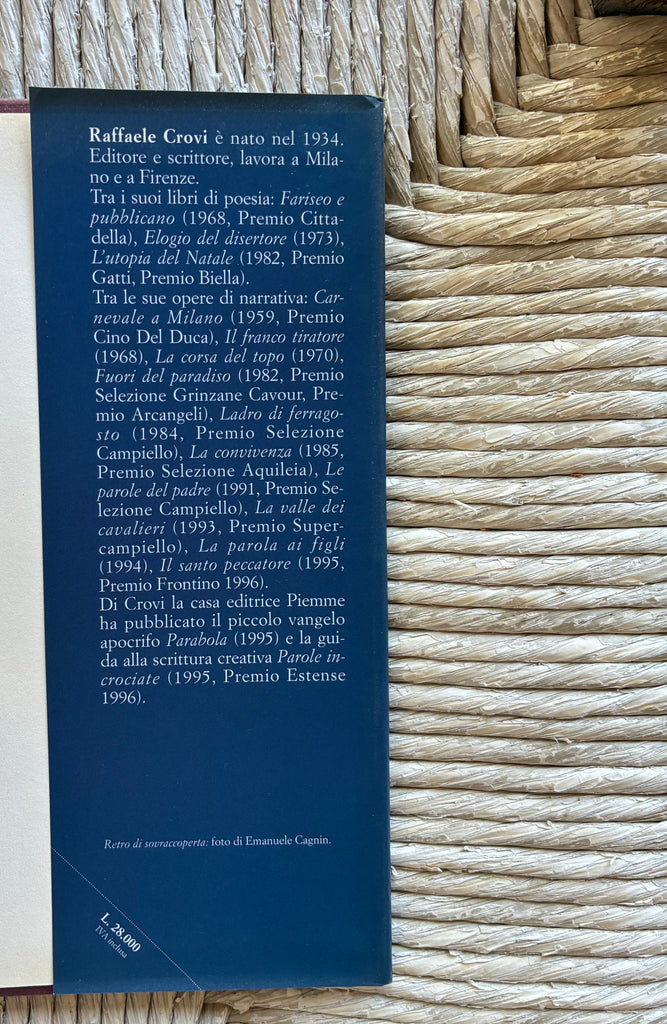 Raffaele Crovi è nato nel 1934.
Editore e scrittore, lavora a Mila-
no e a Firenze.
Tra i suoi libri di poesia: Fariseo e
pubblicano (1968, Premio Citta-
della), Elogio del disertore (1973),
L'utopia del Natale (1982, Premio
Gatti, Premio Biella).
Tra le sue opere di narrativa: Car-
nevale a Milano (1959, Premio
Cino Del Duca), Il franco tiratore
(1968), La corsa del topo (1970),
Fuori del paradiso (1982, Premio
Selezione Grinzane Cavour, Pre-
mio Arcangeli), Ladro di ferrago-
sto (1984, Premio Selezione
Campiello), La convivenza (1985,
Premio Selezione Aquileia), Le
parole del padre (1991, Premio Se-
lezione Campiello), La valle dei
cavalieri (1993, Premio Super-
campiello), La parola ai figli
(1994), Il santo peccatore (1995,
Premio Frontino 1996).
Di Crovi la casa editrice Piemme
ha pubblicato il piccolo vangelo
apocrifo Parabola (1995) e la gui-
da alla scrittura creativa Parole in-
crociate (1995, Premio Estense
1996).
Retro di sovraccoperta: foto di Emanuele Cagnin.
L. 28.000
IVA inclusa